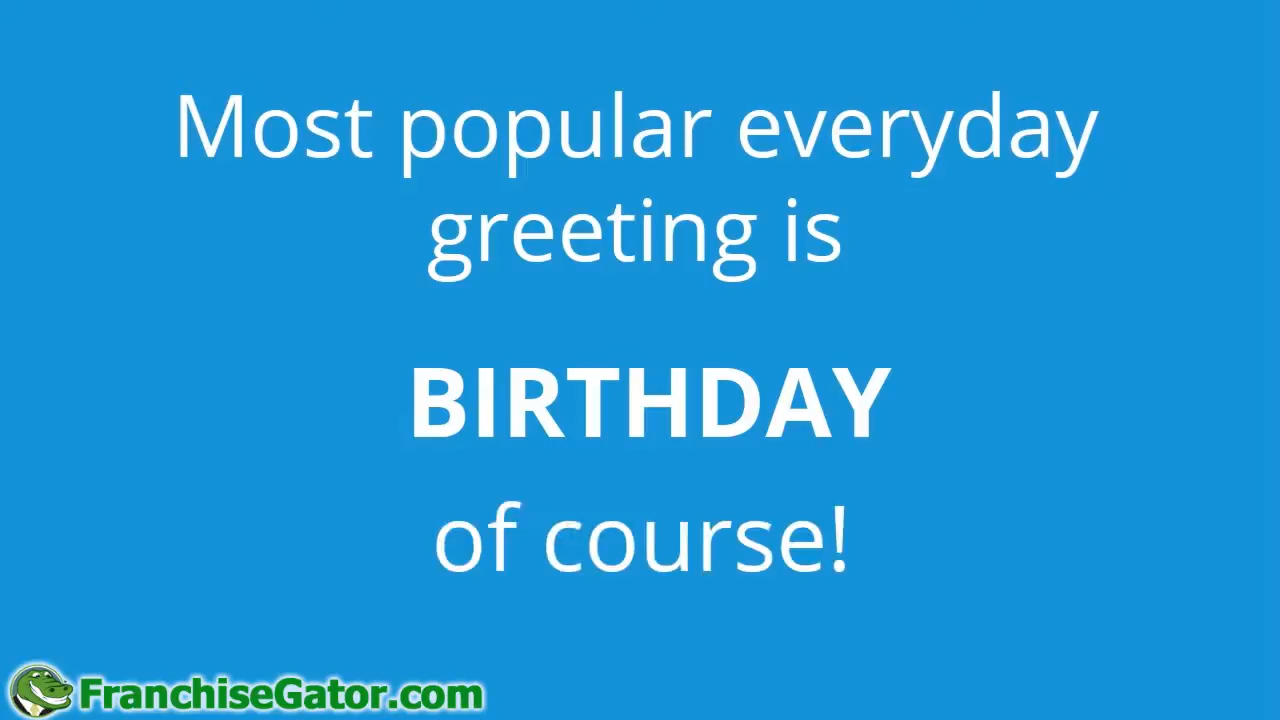 Most popular everyday
greeting is
BIRTHDAY
of course!
FranchiseGator.com